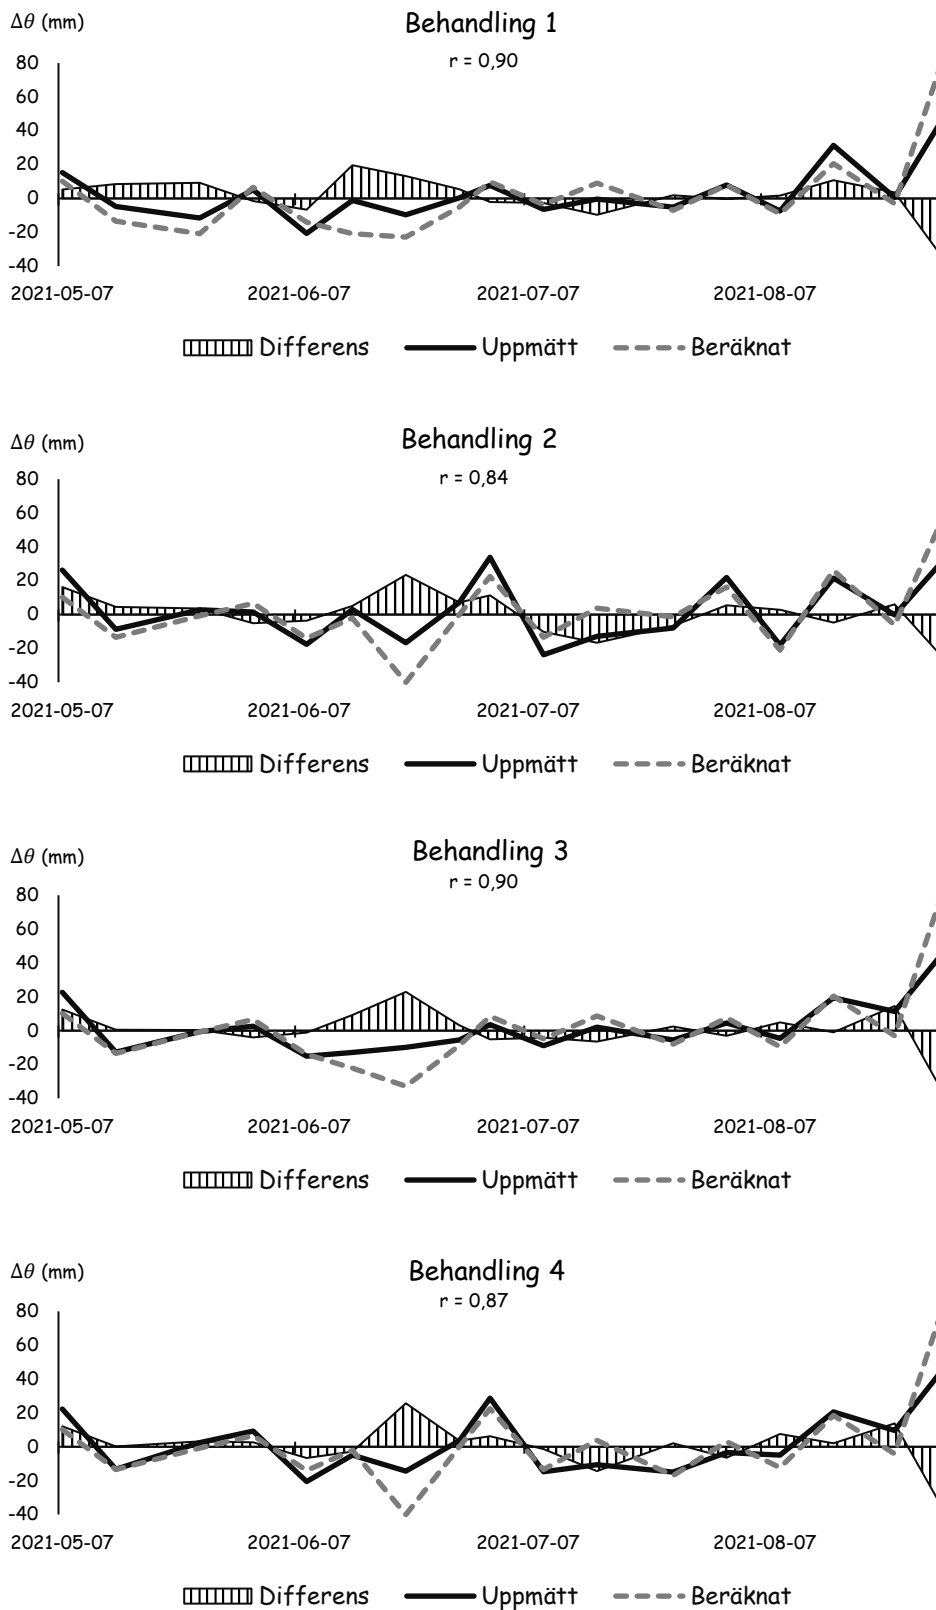 Δθ (mm)
Behandling 1
r = 0,90
80
60
40
20
0
-20
-40
2021-05-07 2021-06-07 2021-07-07 2021-08-07
Differens Uppmätt Beräknat
Δθ (mm)
Behandling 2
r = 0,84
80
60
40
20
0
-20
-40
2021-05-07 2021-06-07 2021-07-07 2021-08-07
Differens Uppmätt Beräknat
Δθ (mm)
Behandling 3
r = 0,90
80
60
40
20
0
-20
-40
2021-05-07 2021-06-07 2021-07-07 2021-08-07
Differens Uppmätt Beräknat
Δθ (mm)
Behandling 4
r = 0,87
80
60
40
20
0
-20
-40
2021-05-07 2021-06-07 2021-07-07 2021-08-07
Differens Uppmätt Beräknat